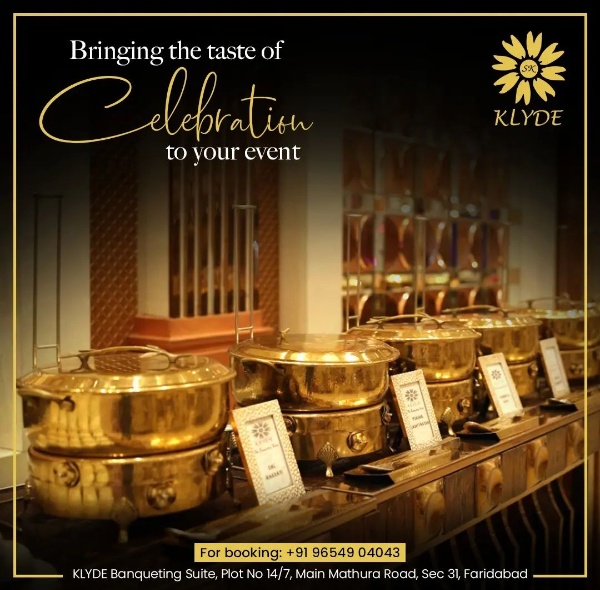 Bringing the taste of
Celebration
to your event
SK
KLYDE
DAL
For booking: +91 96549 04043
KLYDE Banqueting Suite, Plot No 14/7, Main Mathura Road, Sec 31, Faridabad